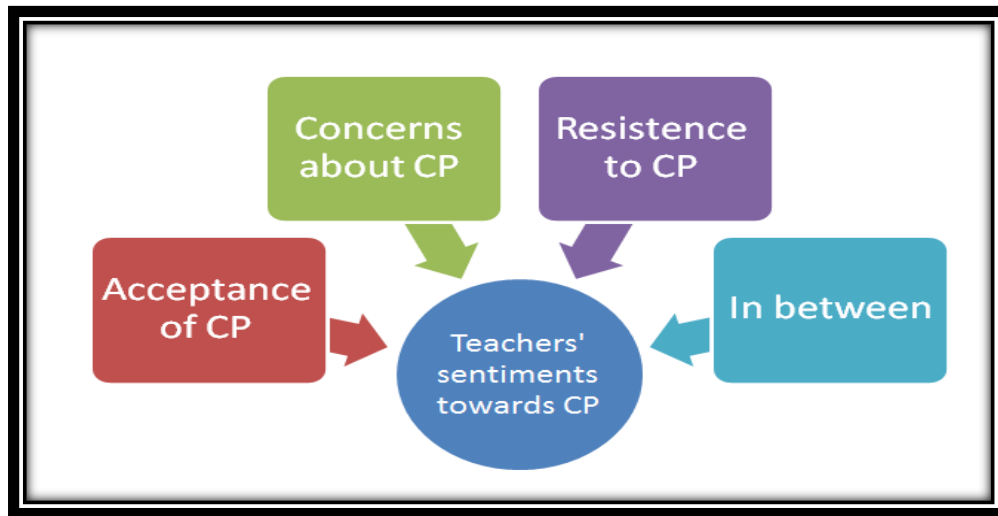 Concerns
about CP
Resistence
to CP
Acceptance
of CP
In between
Teachers'
sentiments
towards CP